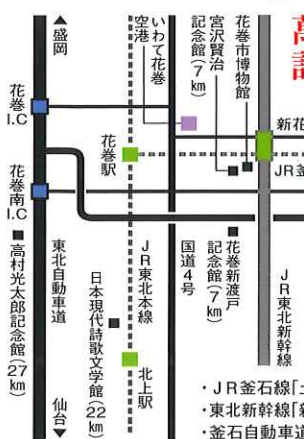 ▲盛岡
花巻
I.C
花巻南
I.C
東北自動車道
高村光太郎記念館(27km)
仙台▼
花巻駅
いわて花巻
空港
JR東北本線
日本現代詩歌文学館(22km)
北上駅
国道4号
宮沢賢治
記念館(7km)
花巻市博物館
花巻新渡戸
記念館(7km)
新花
JR釜
JR東北新幹線
・JR釜石線「土
・東北新幹線「新
・釜石自動車道